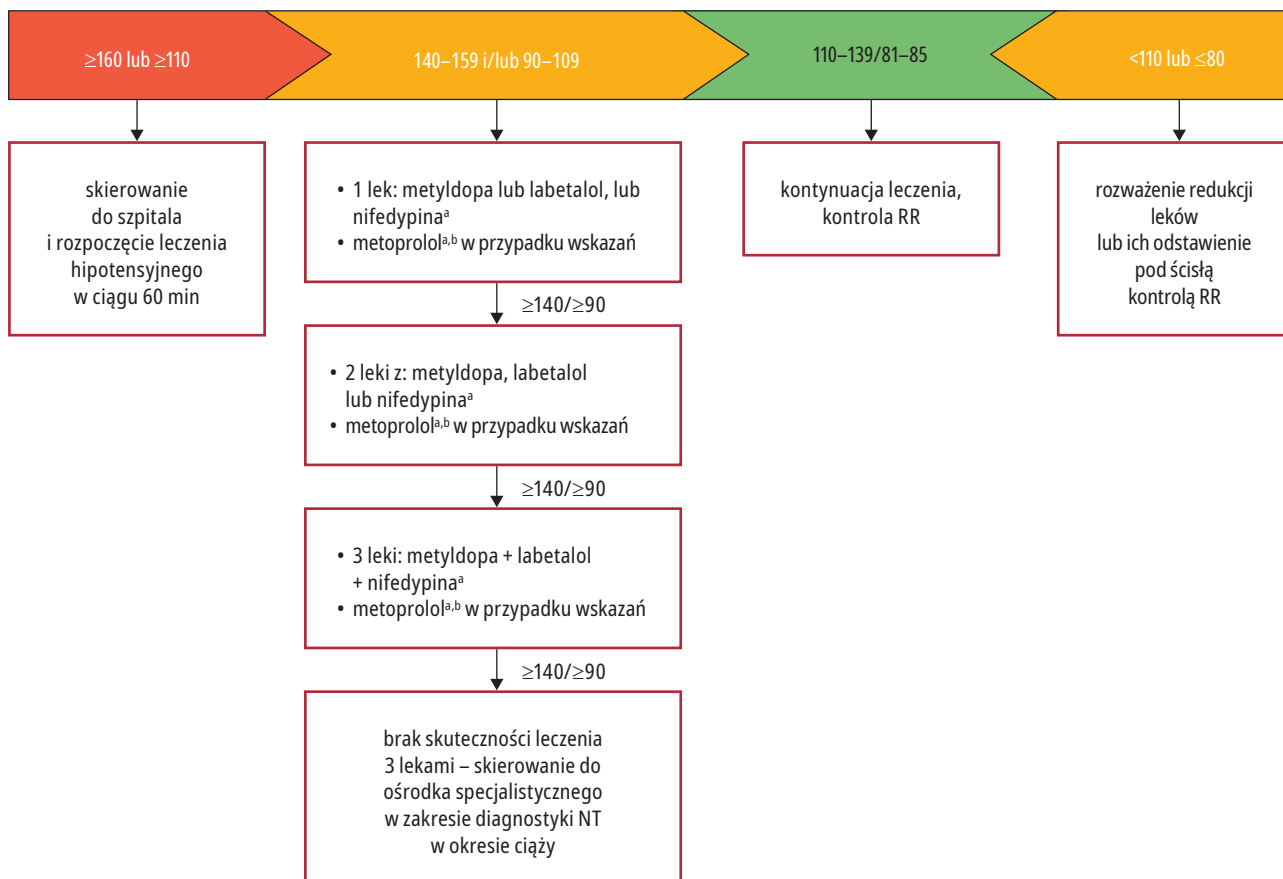 ≥160 lub ≥110
140–159 i/lub 90–109
110–139/81–85
<110 lub ≤80
skierowanie
do szpitala
i rozpoczęcie leczenia
hipotensyjnego
w ciągu 60 min
• 1 lek: metyldopa lub labetalol, lub
nifedypinaᵃ
• metoprololᵃ,ᵇ w przypadku wskazań
≥140/≥90
• 2 leki z: metyldopa, labetalol
lub nifedypinaᵃ
• metoprololᵃ,ᵇ w przypadku wskazań
≥140/≥90
• 3 leki: metyldopa + labetalol
+ nifedypinaᵃ
• metoprololᵃ,ᵇ w przypadku wskazań
≥140/≥90
brak skuteczności leczenia
3 lekami – skierowanie do
ośrodka specjalistycznego
w zakresie diagnostyki NT
w okresie ciąży
kontynuacja leczenia,
kontrola RR
rozważenie redukcji
leków
lub ich odstawienie
pod ścisłą
kontrolą RR